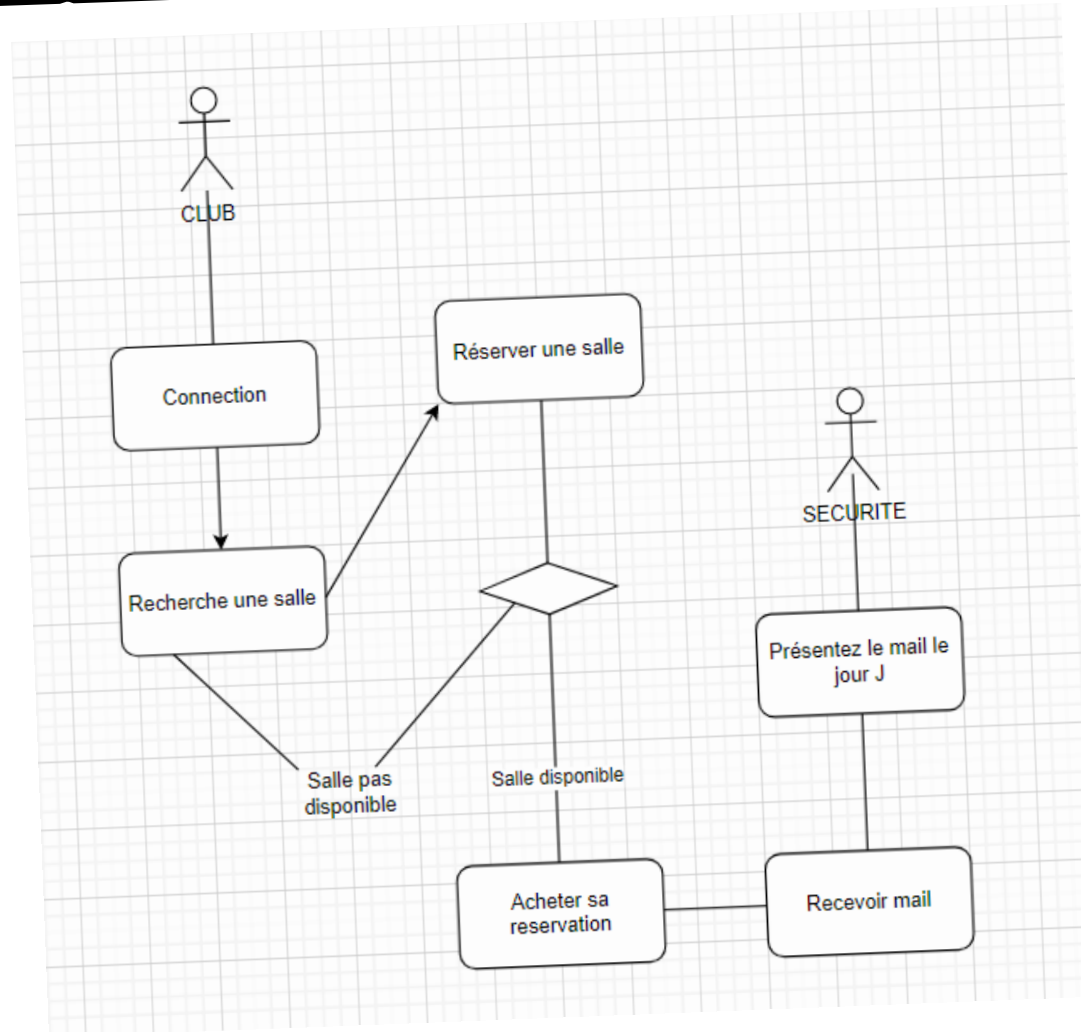 CLUB
Connection
Recherche une salle
Réserver une salle
Salle pas
disponible
Salle disponible
Acheter sa
reservation
Recevoir mail
Présentez le mail le
jour J
SECURITE